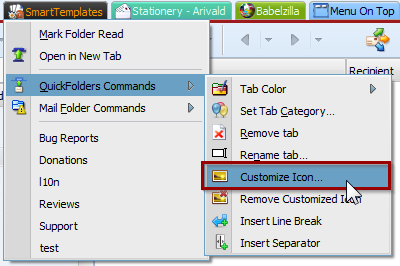 SmartTemplates
Stationery - Arivald
Babelzilla
Menu On Top
Recipient
Mark Folder Read
Open in New Tab
QuickFolders Commands
Mail Folder Commands
Bug Reports
Donations
l10n
Reviews
Support
test
Tab Color
Set Tab Category...
Remove tab
Rename tab...
Customize Icon...
Remove Customized Icon
Insert Line Break
Insert Separator